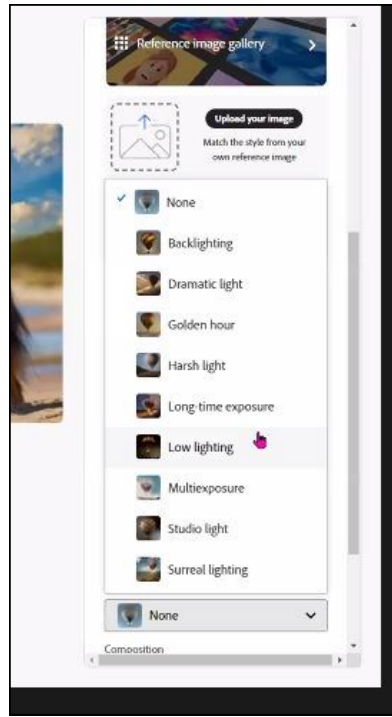 Reference image gallery
Upload your image
Match the style from your
own reference image
None
Backlighting
Dramatic light
Golden hour
Harsh light
Long-time exposure
Low lighting
Multiexposure
Studio light
Surreal lighting
None
Composition